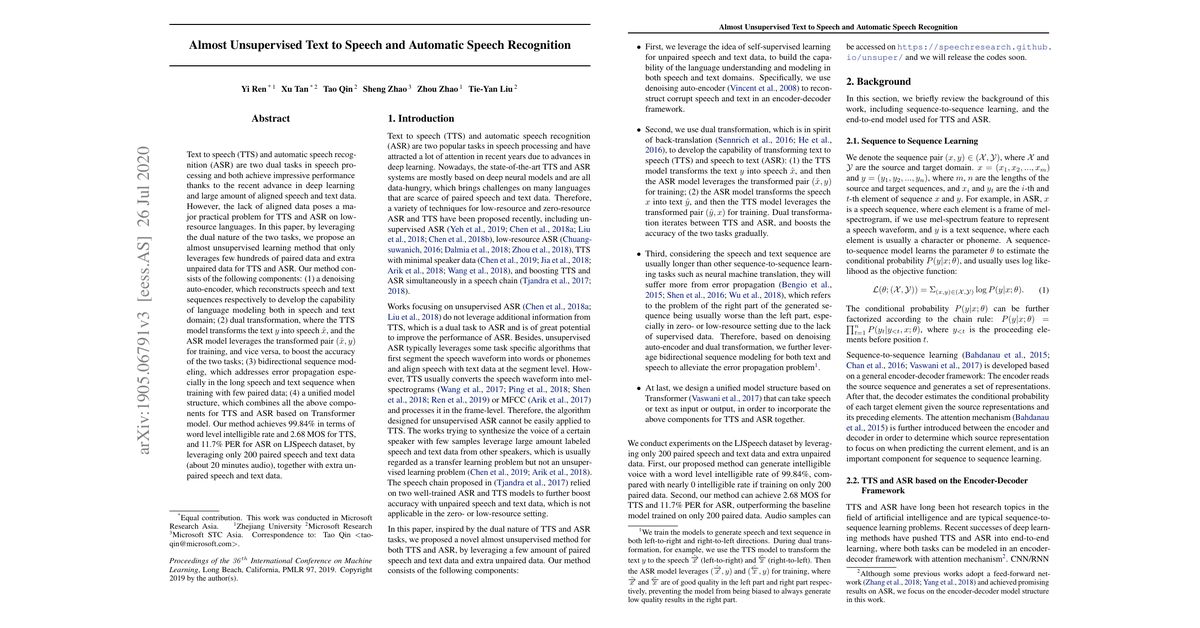 arXiv:1905.06791v3 [eess.AS] 26 Jul 2020
Almost Unsupervised Text to Speech and Automatic Speech Recognition
Yi Ren * 1 Xu Tan * 2 Tao Qin 2 Sheng Zhao 3 Zhou Zhao 1 Tie-Yan Liu 2
Abstract
Text to speech (TTS) and automatic speech recog-
nition (ASR) are two dual tasks in speech pro-
cessing and both achieve impressive performance
thanks to the recent advance in deep learning
and large amount of aligned speech and text data.
However, the lack of aligned data poses a ma-
jor practical problem for TTS and ASR on low-
resource languages. In this paper, by leveraging
the dual nature of the two tasks, we propose an
almost unsupervised learning method that only
leverages few hundreds of paired data and extra
unpaired data for TTS and ASR. Our method con-
sists of the following components: (1) a denoising
auto-encoder, which reconstructs speech and text
sequences respectively to develop the capability
of language modeling both in speech and text
domain; (2) dual transformation, where the TTS
model transforms the text y into speech x̂, and the
ASR model leverages the transformed pair (x̂, y)
for training, and vice versa, to boost the accuracy
of the two tasks; (3) bidirectional sequence mod-
eling, which addresses error propagation especially
in the long speech and text sequence when
training with few paired data; (4) a unified model
structure, which combines all the above components
for TTS and ASR based on Transformer
model. Our method achieves 99.84% in terms of
word level intelligible rate and 2.68 MOS for TTS,
and 11.7% PER for ASR on LJSpeech dataset, by
leveraging only 200 paired speech and text data
(about 20 minutes audio), together with extra un-
paired speech and text data.
*Equal contribution. This work was conducted in Microsoft
Research Asia. 1Zhejiang University 2Microsoft Research
3Microsoft STC Asia. Correspondence to: Tao Qin <tao-
qin@microsoft.com>.
Proceedings of the 36th International Conference on Machine
Learning, Long Beach, California, PMLR 97, 2019. Copyright
2019 by the author(s).
1. Introduction
Text to speech (TTS) and automatic speech recognition
(ASR) are two popular tasks in speech processing and have
attracted a lot of attention in recent years due to advances in
deep learning. Nowadays, the state-of-the-art TTS and ASR
systems are mostly based on deep neural models and are all
data-hungry, which brings challenges on many languages
that are scarce of paired speech and text data. Therefore,
a variety of techniques for low-resource and zero-resource
ASR and TTS have been proposed recently, including un-
supervised ASR (Yeh et al., 2019; Chen et al., 2018a; Liu
et al., 2018; Chen et al., 2018b), low-resource ASR (Chuang-
suwanich, 2016; Dalmia et al., 2018; Zhou et al., 2018), TTS
with minimal speaker data (Chen et al., 2019; Jia et al., 2018;
Arik et al., 2018; Wang et al., 2018), and boosting TTS and
ASR simultaneously in a speech chain (Tjandra et al., 2017;
2018).
Works focusing on unsupervised ASR (Chen et al., 2018a;
Liu et al., 2018) do not leverage additional information from
TTS, which is a dual task to ASR and is of great potential
to improve the performance of ASR. Besides, unsupervised
ASR typically leverages some task specific algorithms that
first segment the speech waveform into words or phonemes
and align speech with text data at the segment level. How-
ever, TTS usually converts the speech waveform into mel-
spectrograms (Wang et al., 2017; Ping et al., 2018; Shen
et al., 2018; Ren et al., 2019) or MFCC (Arik et al., 2017)
and processes it in the frame-level. Therefore, the algorithm
designed for unsupervised ASR cannot be easily applied to
TTS. The works trying to synthesize the voice of a certain
speaker with few samples leverage large amount labeled
speech and text data from other speakers, which is usually
regarded as a transfer learning problem but not an unsuper-
vised learning problem (Chen et al., 2019; Arik et al., 2018).
The speech chain proposed in (Tjandra et al., 2017) relied
on two well-trained ASR and TTS models to further boost
accuracy with unpaired speech and text data, which is not
applicable in the zero- or low-resource setting.
In this paper, inspired by the dual nature of TTS and ASR
tasks, we proposed a novel almost unsupervised method for
both TTS and ASR, by leveraging a few amount of paired
speech and text data and extra unpaired data. Our method
consists of the following components:
Almost Unsupervised Text to Speech and Automatic Speech Recognition
• First, we leverage the idea of self-supervised learning
for unpaired speech and text data, to build the capa-
bility of the language understanding and modeling in
both speech and text domains. Specifically, we use
denoising auto-encoder (Vincent et al., 2008) to recon-
struct corrupt speech and text in an encoder-decoder
framework.
• Second, we use dual transformation, which is in spirit
of back-translation (Sennrich et al., 2016; He et al.,
2016), to develop the capability of transforming text to
speech (TTS) and speech to text (ASR): (1) the TTS
model transforms the text y into speech x̂, and then
the ASR model leverages the transformed pair (x̂, y)
for training; (2) the ASR model transforms the speech
x into text ŷ, and then the TTS model leverages the
transformed pair (ŷ, x) for training. Dual transforma-
tion iterates between TTS and ASR, and boosts the
accuracy of the two tasks gradually.
• Third, considering the speech and text sequence are
usually longer than other sequence-to-sequence learn-
ing tasks such as neural machine translation, they will
suffer more from error propagation (Bengio et al.,
2015; Shen et al., 2016; Wu et al., 2018), which refers
to the problem of the right part of the generated se-
quence being usually worse than the left part, especially
in zero- or low-resource setting due to the lack
of supervised data. Therefore, based on denoising
auto-encoder and dual transformation, we further lever-
age bidirectional sequence modeling for both text and
speech to alleviate the error propagation problem1.
• At last, we design a unified model structure based on
Transformer (Vaswani et al., 2017) that can take speech
or text as input or output, in order to incorporate the
above components for TTS and ASR together.
We conduct experiments on the LJSpeech dataset by leverag-
ing only 200 paired speech and text data and extra unpaired
data. First, our proposed method can generate intelligible
voice with a word level intelligible rate of 99.84%, com-
pared with nearly 0 intelligible rate if training on only 200
paired data. Second, our method can achieve 2.68 MOS for
TTS and 11.7% PER for ASR, outperforming the baseline
model trained on only 200 paired data. Audio samples can
1We train the models to generate speech and text sequence in
both left-to-right and right-to-left directions. During dual trans-
formation, for example, we use the TTS model to transform the
text y to the speech x⃗ (left-to-right) and x⃖ (right-to-left). Then
the ASR model leverages (x⃗, y) and (x⃖, y) for training, where
x⃗ and x⃖ are of good quality in the left part and right part respec-
tively, preventing the model from being biased to always generate
low quality results in the right part.
be accessed on https://speechresearch.github.
io/unsuper/ and we will release the codes soon.
2. Background
In this section, we briefly review the background of this
work, including sequence-to-sequence learning, and the
end-to-end model used for TTS and ASR.
2.1. Sequence to Sequence Learning
We denote the sequence pair (x, y) ∈ (X, Y), where X and
Y are the source and target domain. x = (x1, x2, ..., xm)
and y = (y1, y2, ..., yn), where m, n are the lengths of the
source and target sequences, and xi and yt are the i-th and
t-th element of sequence x and y. For example, in ASR, x
is a speech sequence, where each element is a frame of mel-
spectrogram, if we use mel-spectrum feature to represent
a speech waveform, and y is a text sequence, where each
element is usually a character or phoneme. A sequence-
to-sequence model learns the parameter θ to estimate the
conditional probability P(y|x; θ), and usually uses log like-
lihood as the objective function:
L(θ; (X, Y)) = Σ(x,y)∈(X,Y) log P(y|x; θ). (1)
The conditional probability P(y|x; θ) can be further
factorized according to the chain rule: P(y|x; θ) =
∏nt=1 P(yt|y<t, x; θ), where y<t is the proceeding ele-
ments before position t.
Sequence-to-sequence learning (Bahdanau et al., 2015;
Chan et al., 2016; Vaswani et al., 2017) is developed based
on a general encoder-decoder framework: The encoder reads
the source sequence and generates a set of representations.
After that, the decoder estimates the conditional probability
of each target element given the source representations and
its preceding elements. The attention mechanism (Bahdanau
et al., 2015) is further introduced between the encoder and
decoder in order to determine which source representation
to focus on when predicting the current element, and is an
important component for sequence to sequence learning.
2.2. TTS and ASR based on the Encoder-Decoder
Framework
TTS and ASR have long been hot research topics in the
field of artificial intelligence and are typical sequence-to-
sequence learning problems. Recent successes of deep learn-
ing methods have pushed TTS and ASR into end-to-end
learning, where both tasks can be modeled in an encoder-
decoder framework with attention mechanism2. CNN/RNN
2Although some previous works adopt a feed-forward net-
work (Zhang et al., 2018; Yang et al., 2018) and achieved promising
results on ASR, we focus on the encoder-decoder model structure
in this work.